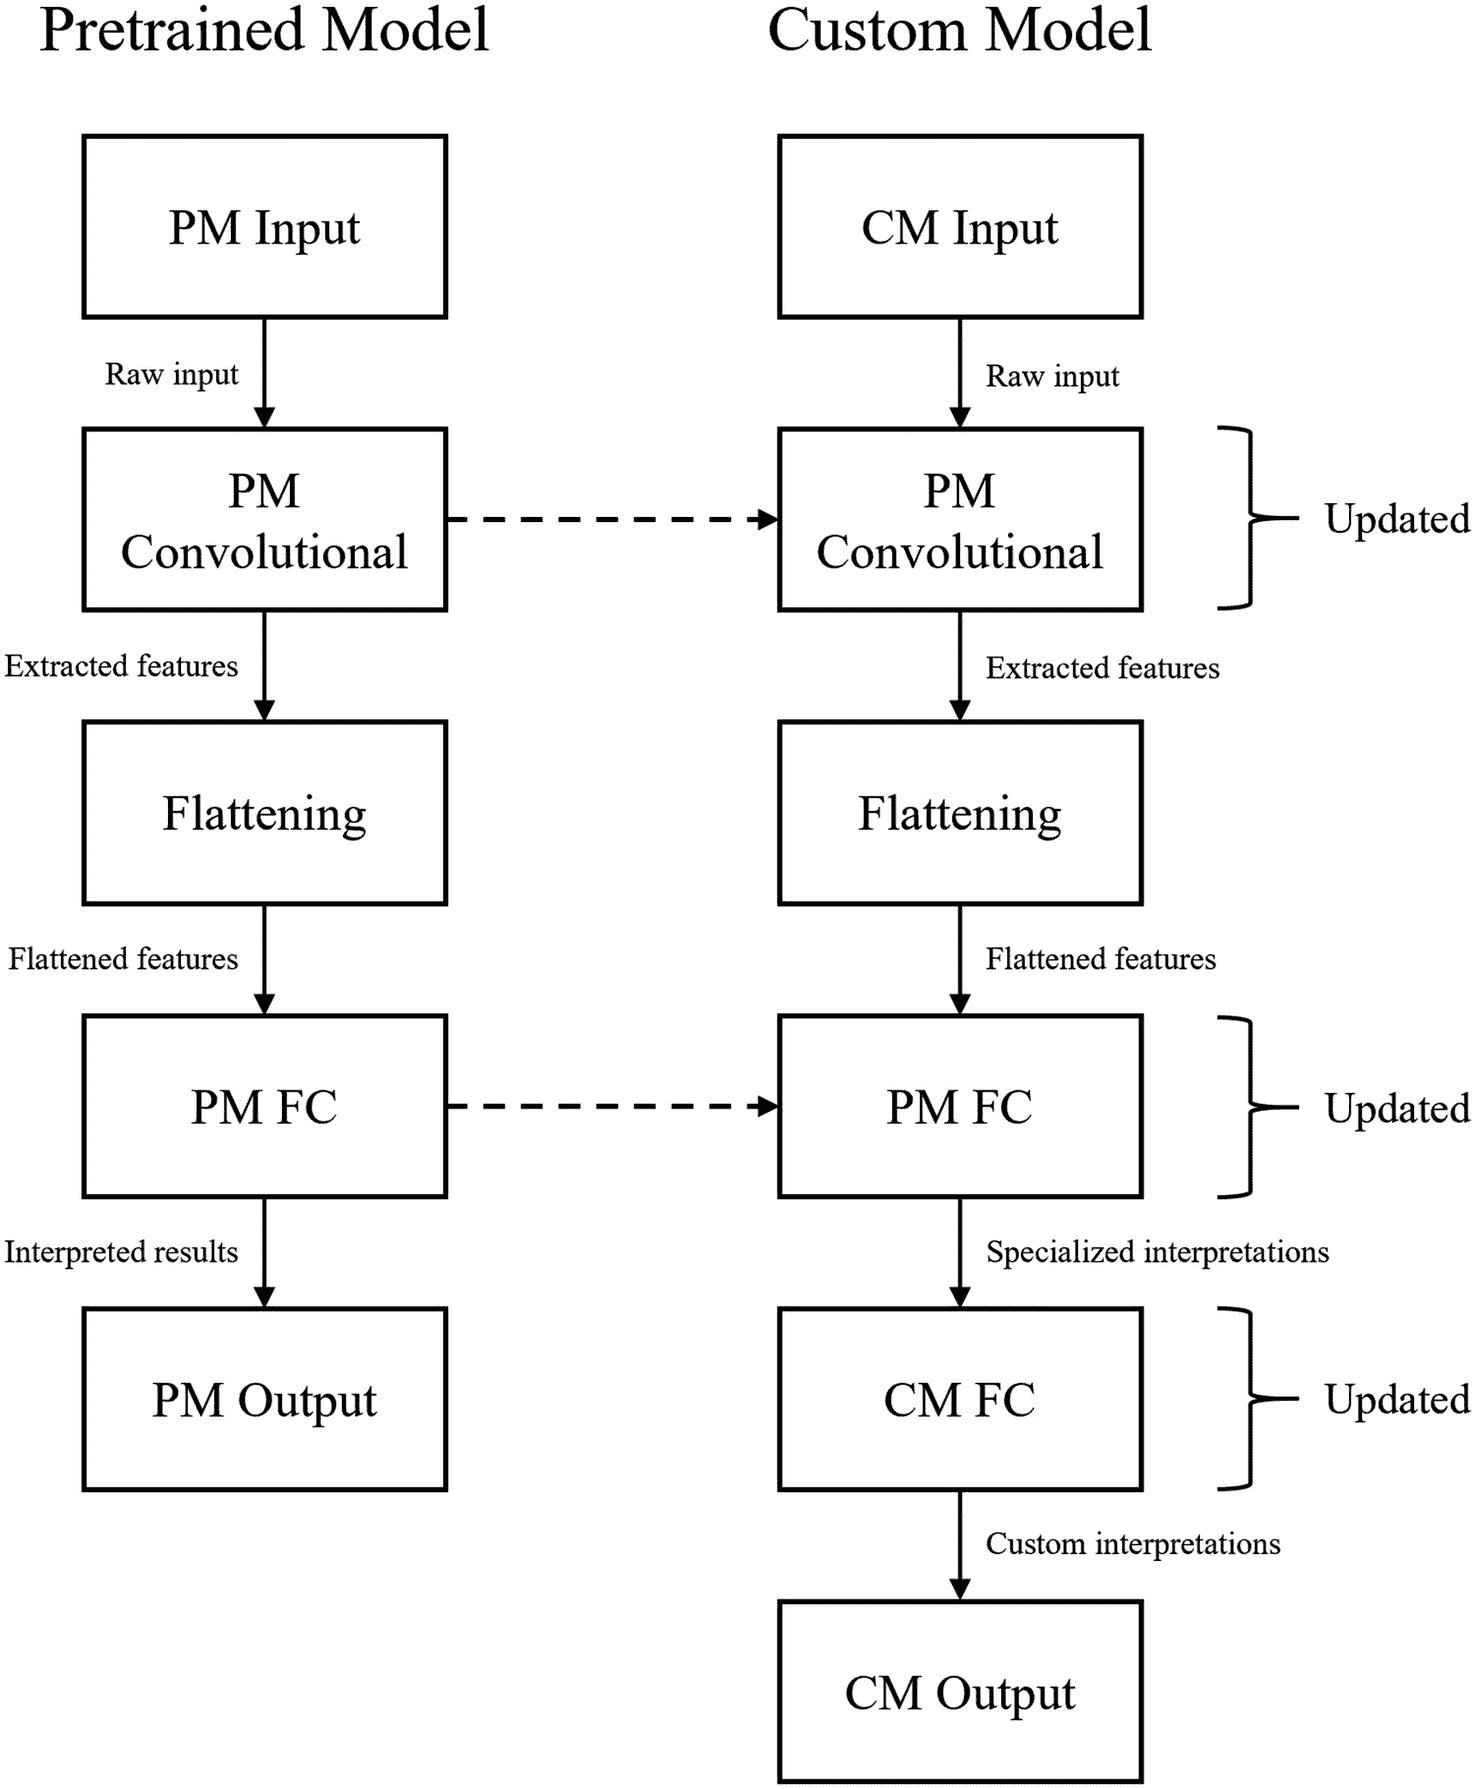 Pretrained Model
Custom Model
PM Input
CM Input
Raw input
Raw input
PM
Convolutional
PM
Convolutional
Updated
Extracted features
Extracted features
Flattening
Flattening
Flattened features
Flattened features
PM FC
PM FC
Updated
Interpreted results
Specialized interpretations
PM Output
CM FC
Updated
Custom interpretations
CM Output